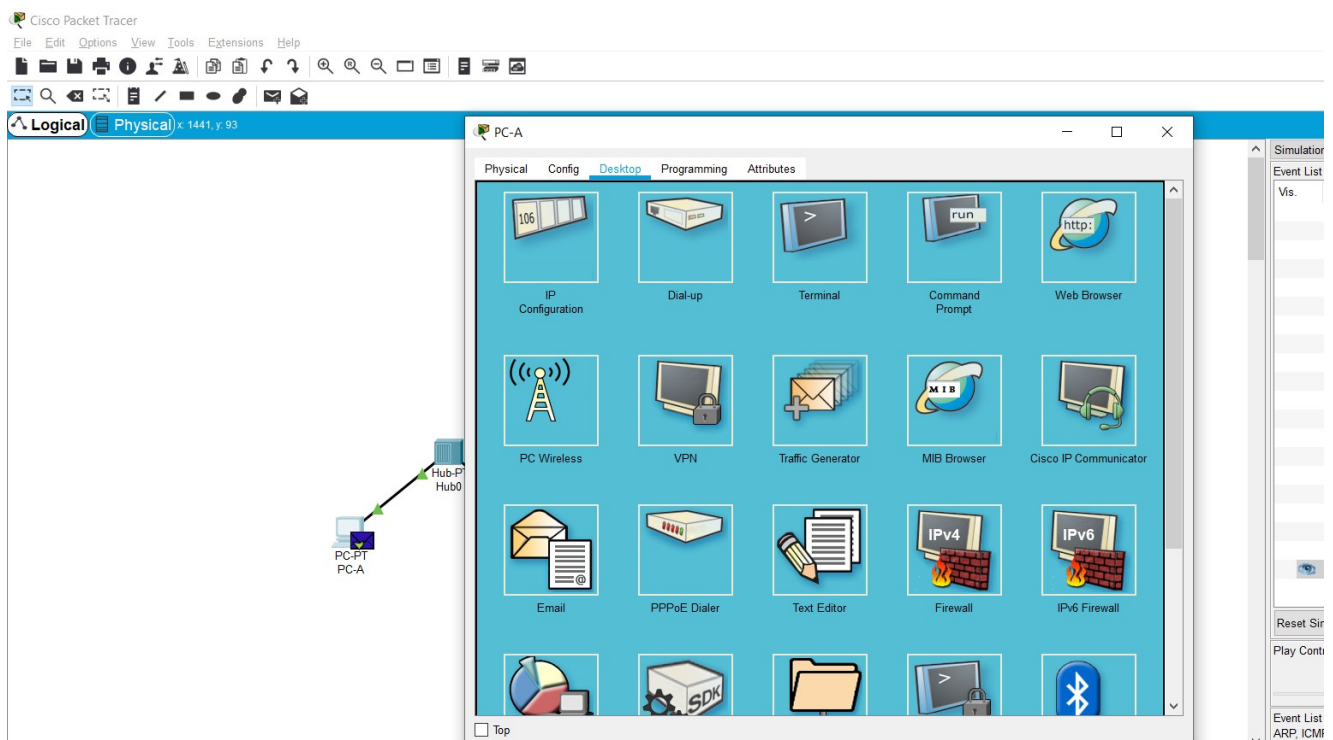 Cisco Packet Tracer
File Edit Options View Tools Extensions Help
Logical Physical x: 1441, y: 93
PC-A
Physical Config Desktop Programming Attributes
106
>
run
http:
IP Configuration
Dial-up
Terminal
Command Prompt
Web Browser
MIB
PC Wireless
VPN
Traffic Generator
MIB Browser
Cisco IP Communicator
IPv4
IPv6
Email
PPPoE Dialer
Text Editor
Firewall
IPv6 Firewall
SDK
>
Top
Hub-PT
Hub0
PC-PT
PC-A
Simulation
Event List
Vis.
Reset Sim
Play Contr
Event List
ARP, ICMP